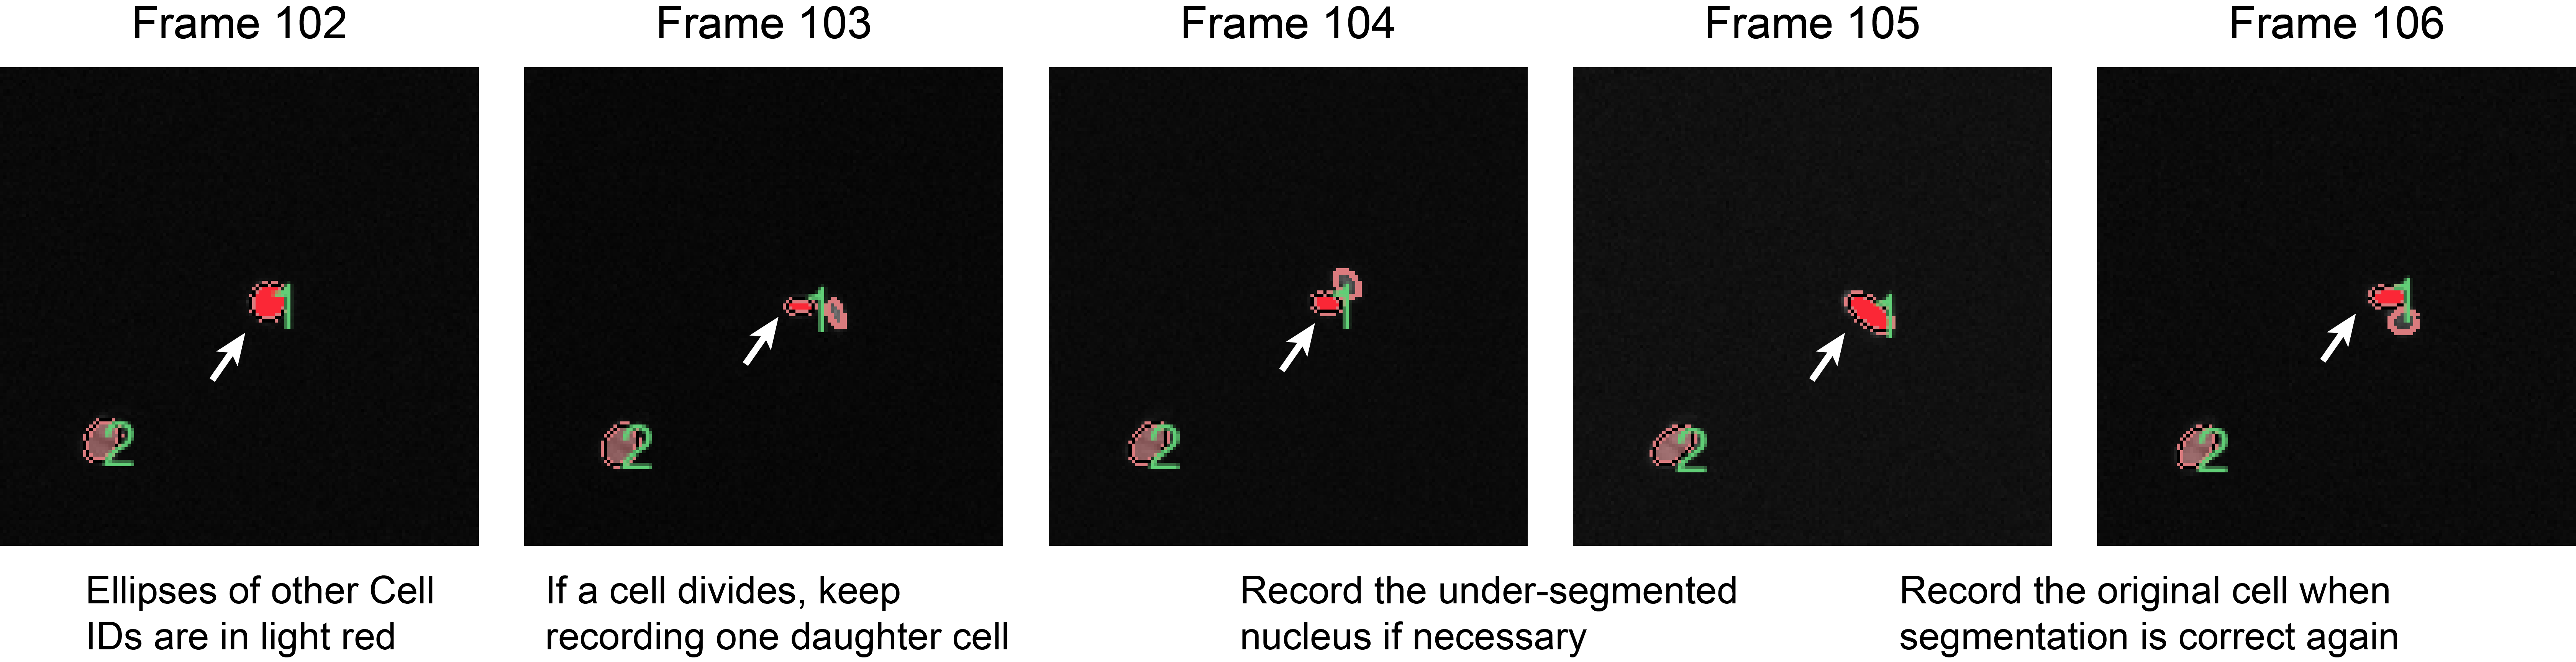 Frame 102
Frame 103
Frame 104
Frame 105
Frame 106
1
2
1
2
1
2
1
2
1
2
Ellipses of other Cell
IDs are in light red
If a cell divides, keep
recording one daughter cell
Record the under-segmented
nucleus if necessary
Record the original cell when
segmentation is correct again